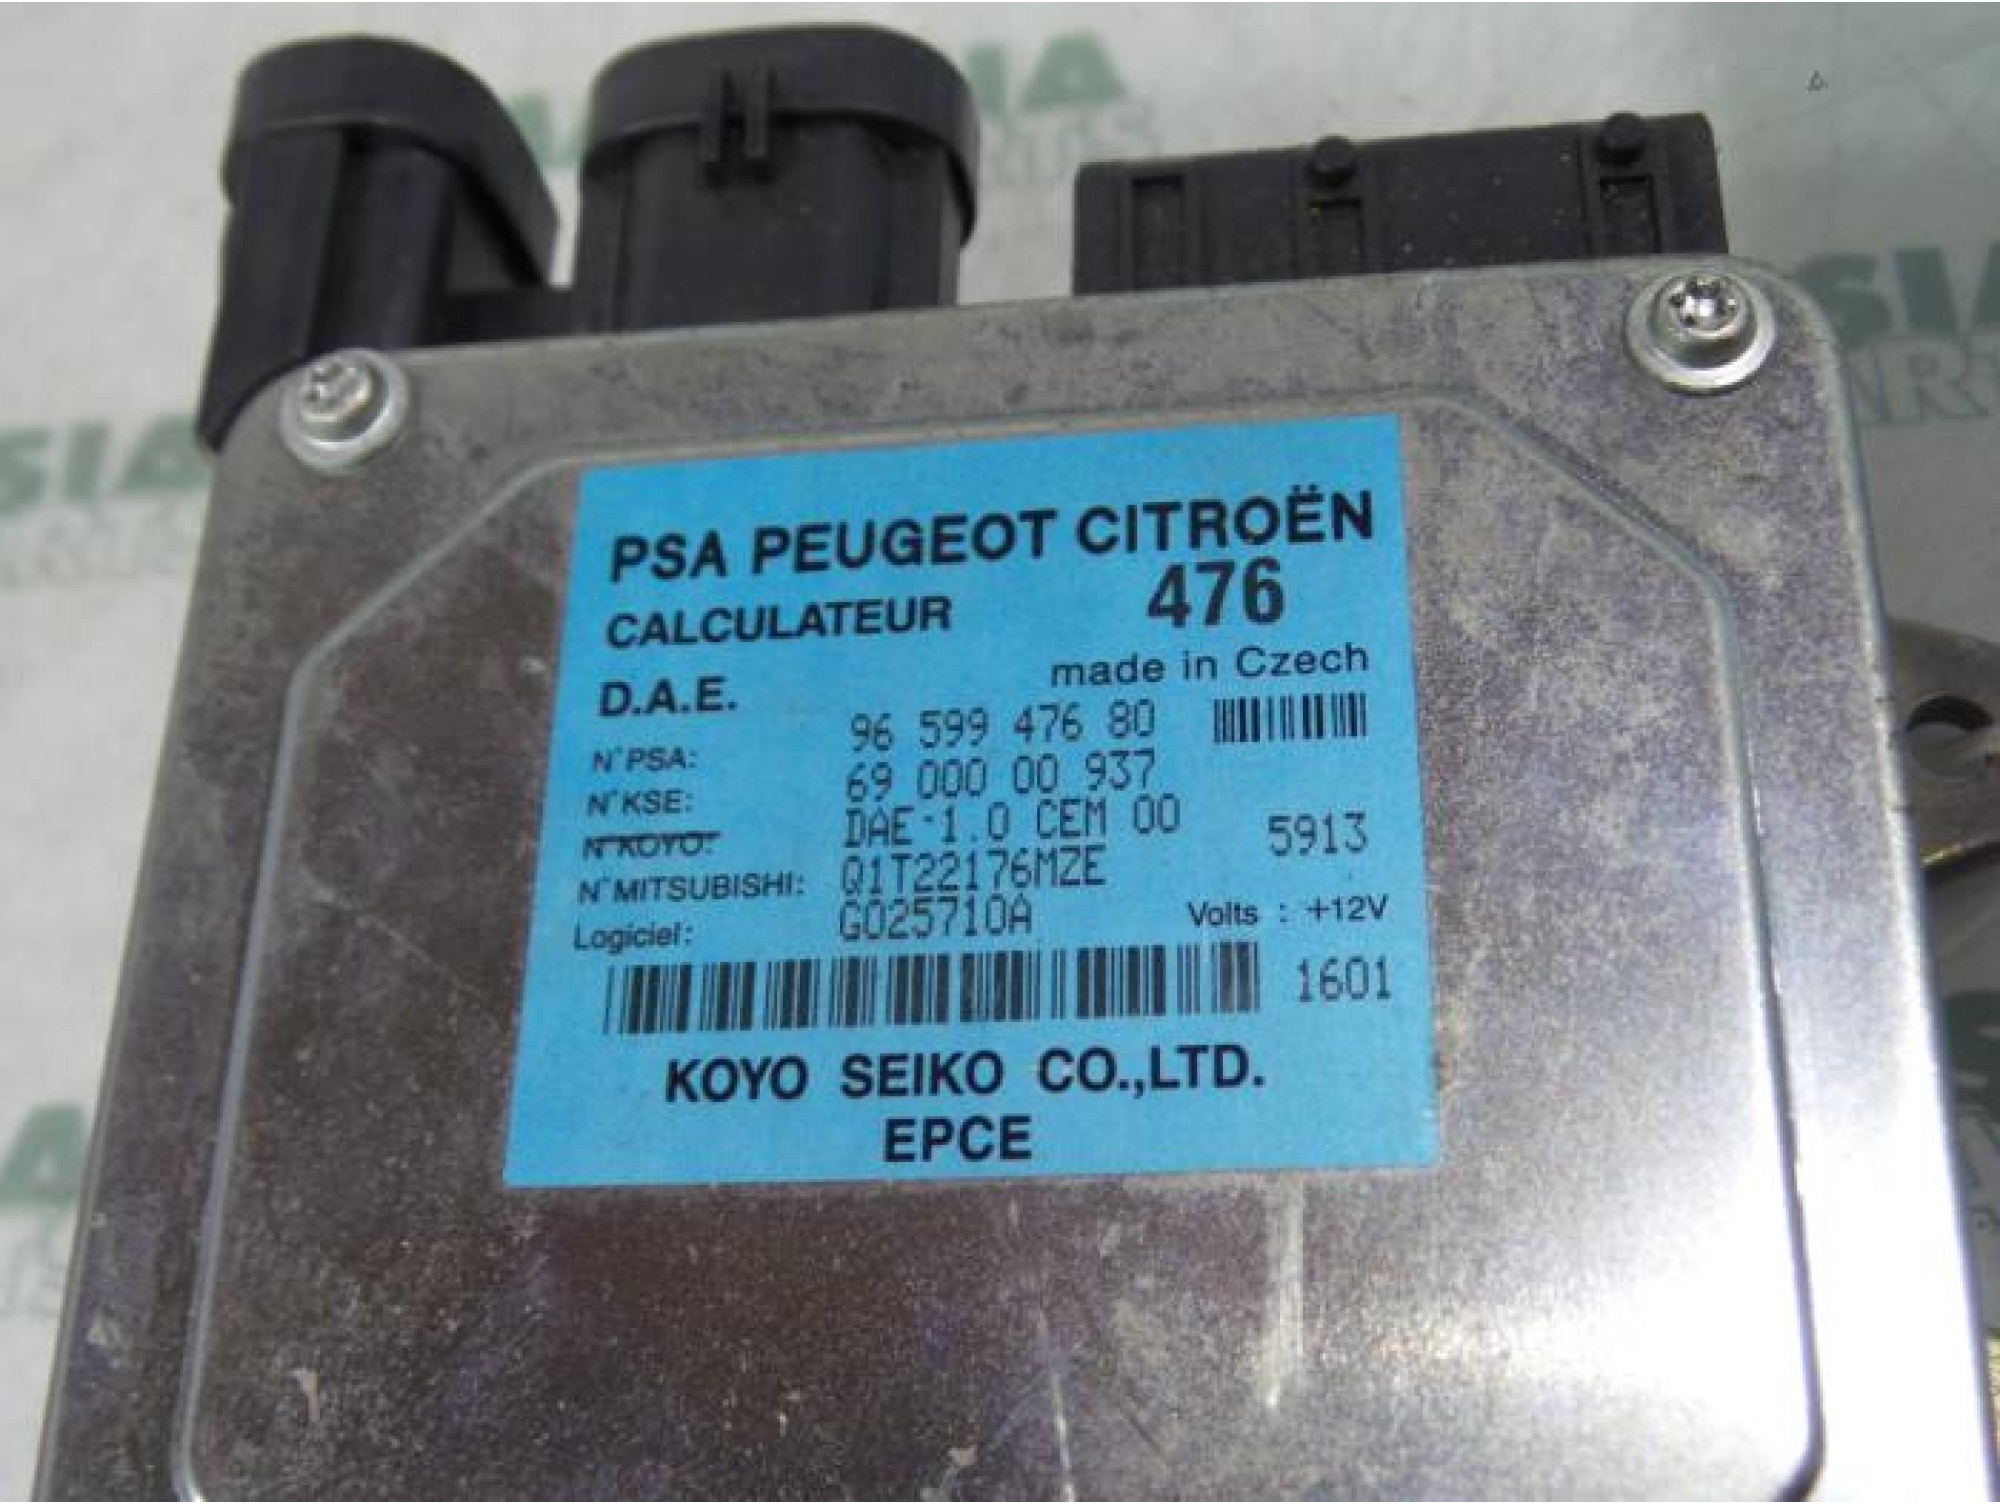 PSA PEUGEOT CITROËN
CALCULATEUR 476
D.A.E. made in Czech
N°PSA: 96 599 476 80
N°KSE: 69 000 00 937
N°KOYO: DAE-1.0 CEM 00 5913
N°MITSUBISHI: Q1T22176MZE
Logiciel: G025710A Volts : +12V
1601
KOYO SEIKO CO.,LTD.
EPCE